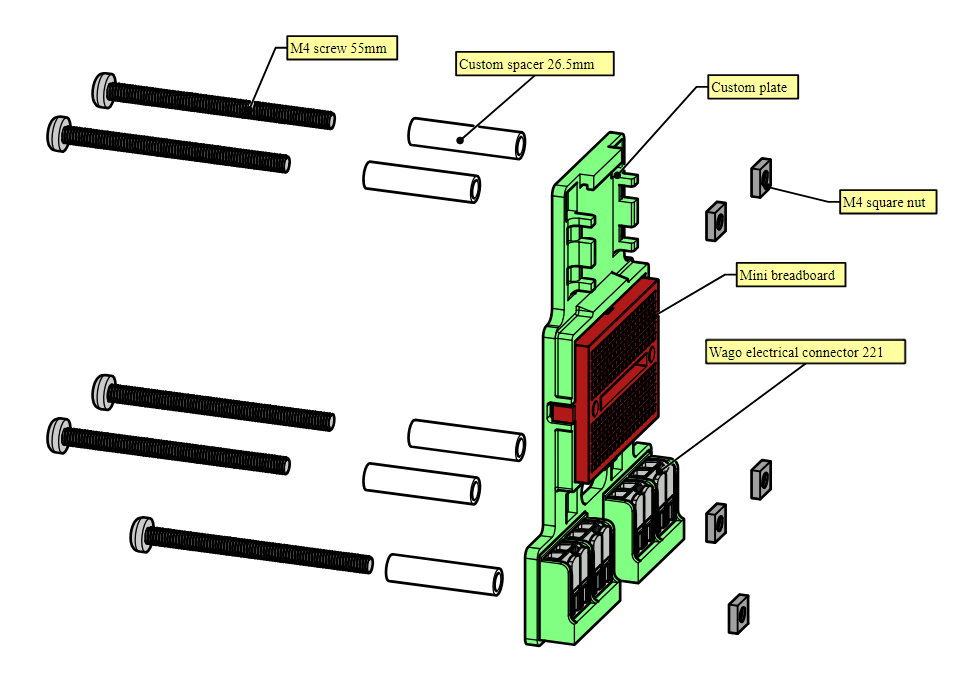 M4 screw 55mm
Custom spacer 26.5mm
Custom plate
M4 square nut
Mini breadboard
Wago electrical connector 221